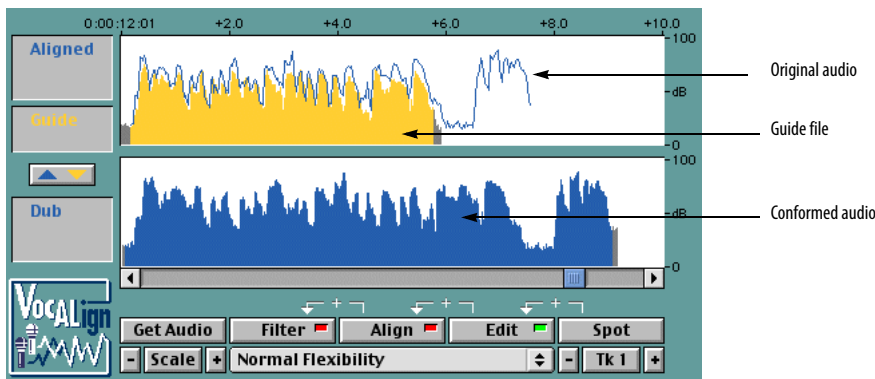 0:00:12:01 +2.0 +4.0 +6.0 +8.0 +10.0
Aligned
100
Original audio
dB
Guide
Guide file
0
100
Dub
dB
Conformed audio
0
VocALign
+ + +
Get Audio Filter Align Edit Spot
- Scale + Normal Flexibility - Tk 1 +